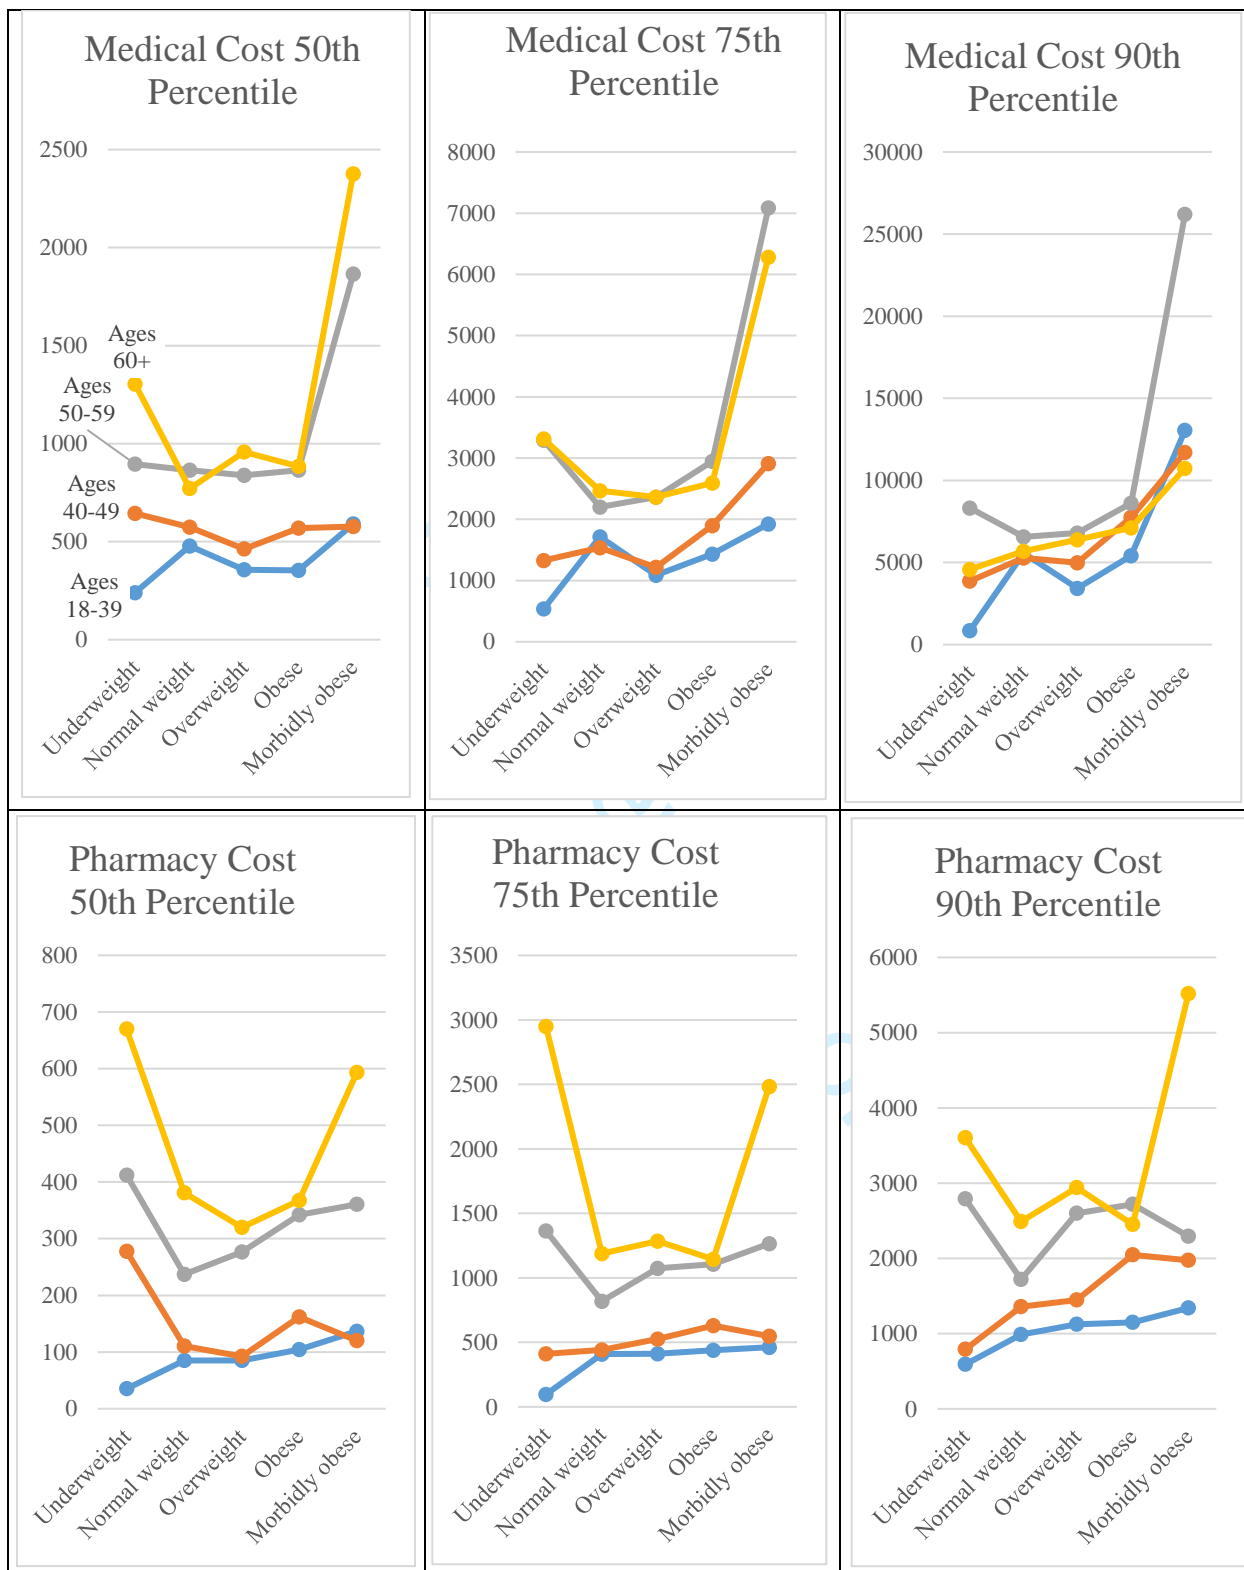 Medical Cost 50th
Percentile
2500
2000
1500
1000
500
0
Ages
60+
Ages
50-59
Ages
40-49
Ages
18-39
Underweight
Normal weight
Overweight
Obese
Morbidly obese
Medical Cost 75th
Percentile
8000
7000
6000
5000
4000
3000
2000
1000
0
Underweight
Normal weight
Overweight
Obese
Morbidly obese
Medical Cost 90th
Percentile
30000
25000
20000
15000
10000
5000
0
Underweight
Normal weight
Overweight
Obese
Morbidly obese
Pharmacy Cost
50th Percentile
800
700
600
500
400
300
200
100
0
Underweight
Normal weight
Overweight
Obese
Morbidly obese
Pharmacy Cost
75th Percentile
3500
3000
2500
2000
1500
1000
500
0
Underweight
Normal weight
Overweight
Obese
Morbidly obese
Pharmacy Cost
90th Percentile
6000
5000
4000
3000
2000
1000
0
Underweight
Normal weight
Overweight
Obese
Morbidly obese